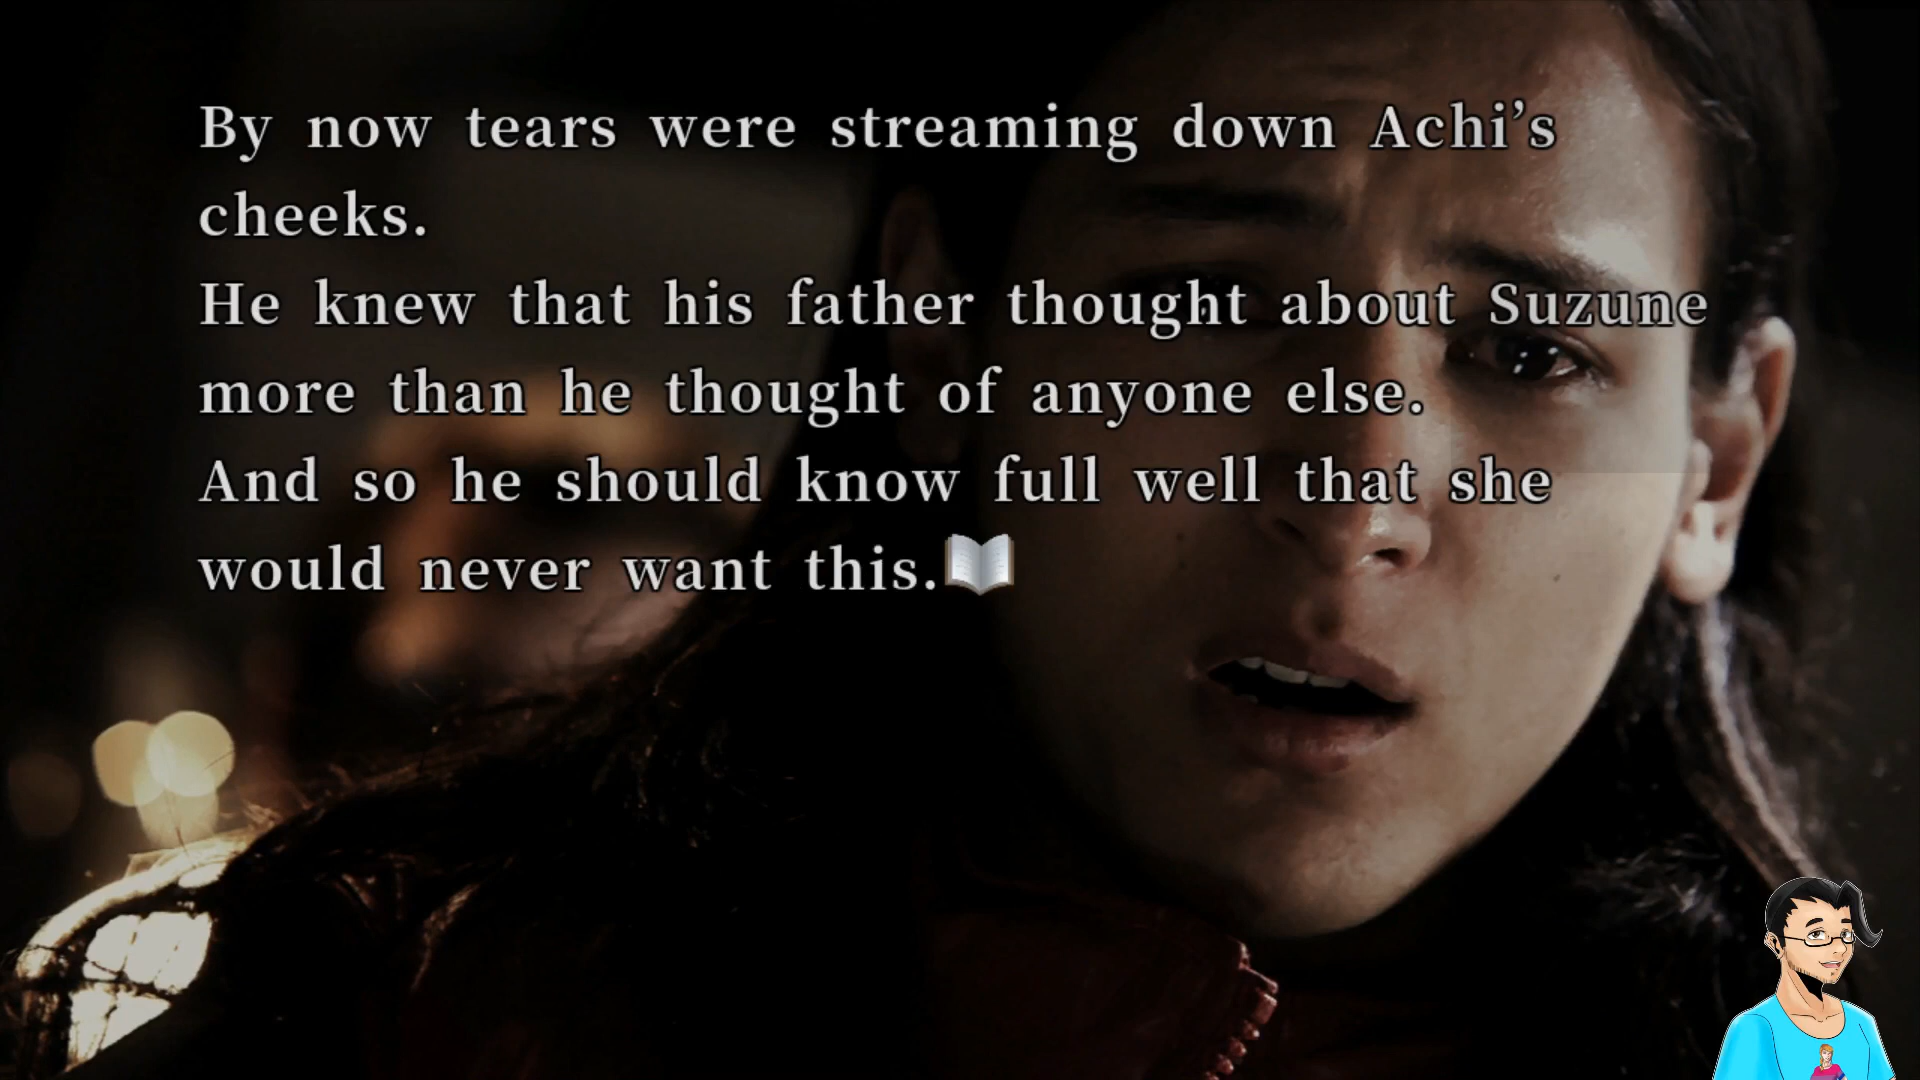 By now tears were streaming down Achi’s
cheeks.
He knew that his father thought about Suzune
more than he thought of anyone else.
And so he should know full well that she
would never want this.